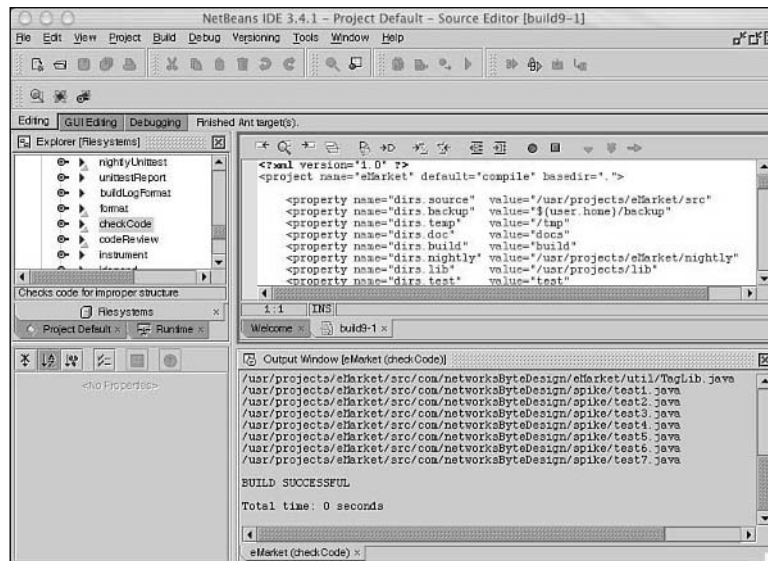 NetBeans IDE 3.4.1 - Project Default - Source Editor [build9-1]
File Edit View Project Build Debug Versioning Tools Window Help
Editing GUI Editing Debugging Finished Ant target(s).
Explorer [Filesystems]
nightlyUnittest
unittestReport
buildLogFormat
format
checkCode
codeReview
instrument
Checks code for improper structure
Filesystems
Project Default Runtime
<No Properties>
<?xml version="1.0" ?>
<project name="eMarket" default="compile" basedir=".">
<property name="dirs.source" value="/usr/projects/eMarket/src"
<property name="dirs.backup" value="${user.home}/backup"
<property name="dirs.temp" value="/tmp"
<property name="dirs.doc" value="docs"
<property name="dirs.build" value="build"
<property name="dirs.nightly" value="/usr/projects/eMarket/nightly"
<property name="dirs.lib" value="/usr/projects/lib"
<property name="dirs.test" value="test"
1:1 INS
Welcome build9-1
Output Window [eMarket (checkCode)]
/usr/projects/eMarket/src/com/networksByteDesign/eMarket/util/TagLib.java
/usr/projects/eMarket/src/com/networksByteDesign/spike/test1.java
/usr/projects/eMarket/src/com/networksByteDesign/spike/test2.java
/usr/projects/eMarket/src/com/networksByteDesign/spike/test3.java
/usr/projects/eMarket/src/com/networksByteDesign/spike/test4.java
/usr/projects/eMarket/src/com/networksByteDesign/spike/test5.java
/usr/projects/eMarket/src/com/networksByteDesign/spike/test6.java
/usr/projects/eMarket/src/com/networksByteDesign/spike/test7.java
BUILD SUCCESSFUL
Total time: 0 seconds
eMarket (checkCode)